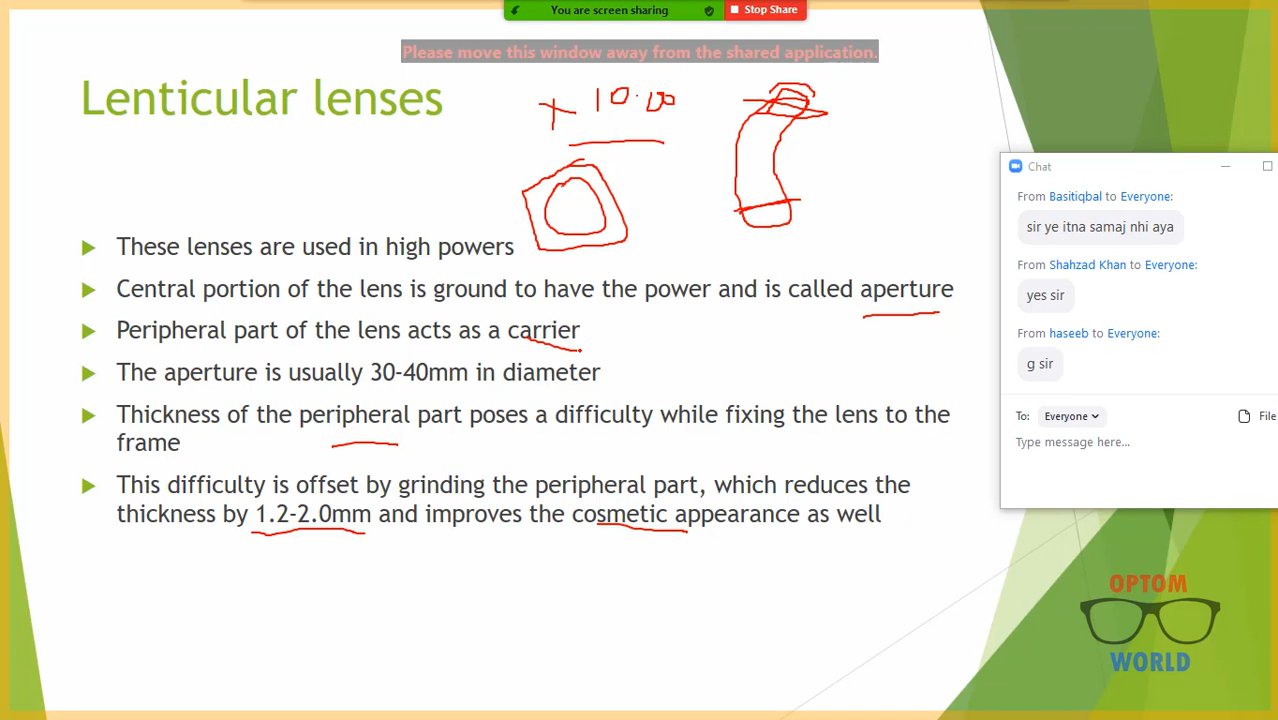 You are screen sharing
Stop Share
Please move this window away from the shared application.
Lenticular lenses
+ 10.00
These lenses are used in high powers
Central portion of the lens is ground to have the power and is called aperture
Peripheral part of the lens acts as a carrier
The aperture is usually 30-40mm in diameter
Thickness of the peripheral part poses a difficulty while fixing the lens to the
frame
This difficulty is offset by grinding the peripheral part, which reduces the
thickness by 1.2-2.0mm and improves the cosmetic appearance as well
Chat
From Basitiqbal to Everyone:
sir ye itna samaj nhi aya
From Shahzad Khan to Everyone:
yes sir
From haseeb to Everyone:
g sir
To: Everyone
File
Type message here...
OPTOM
WORLD